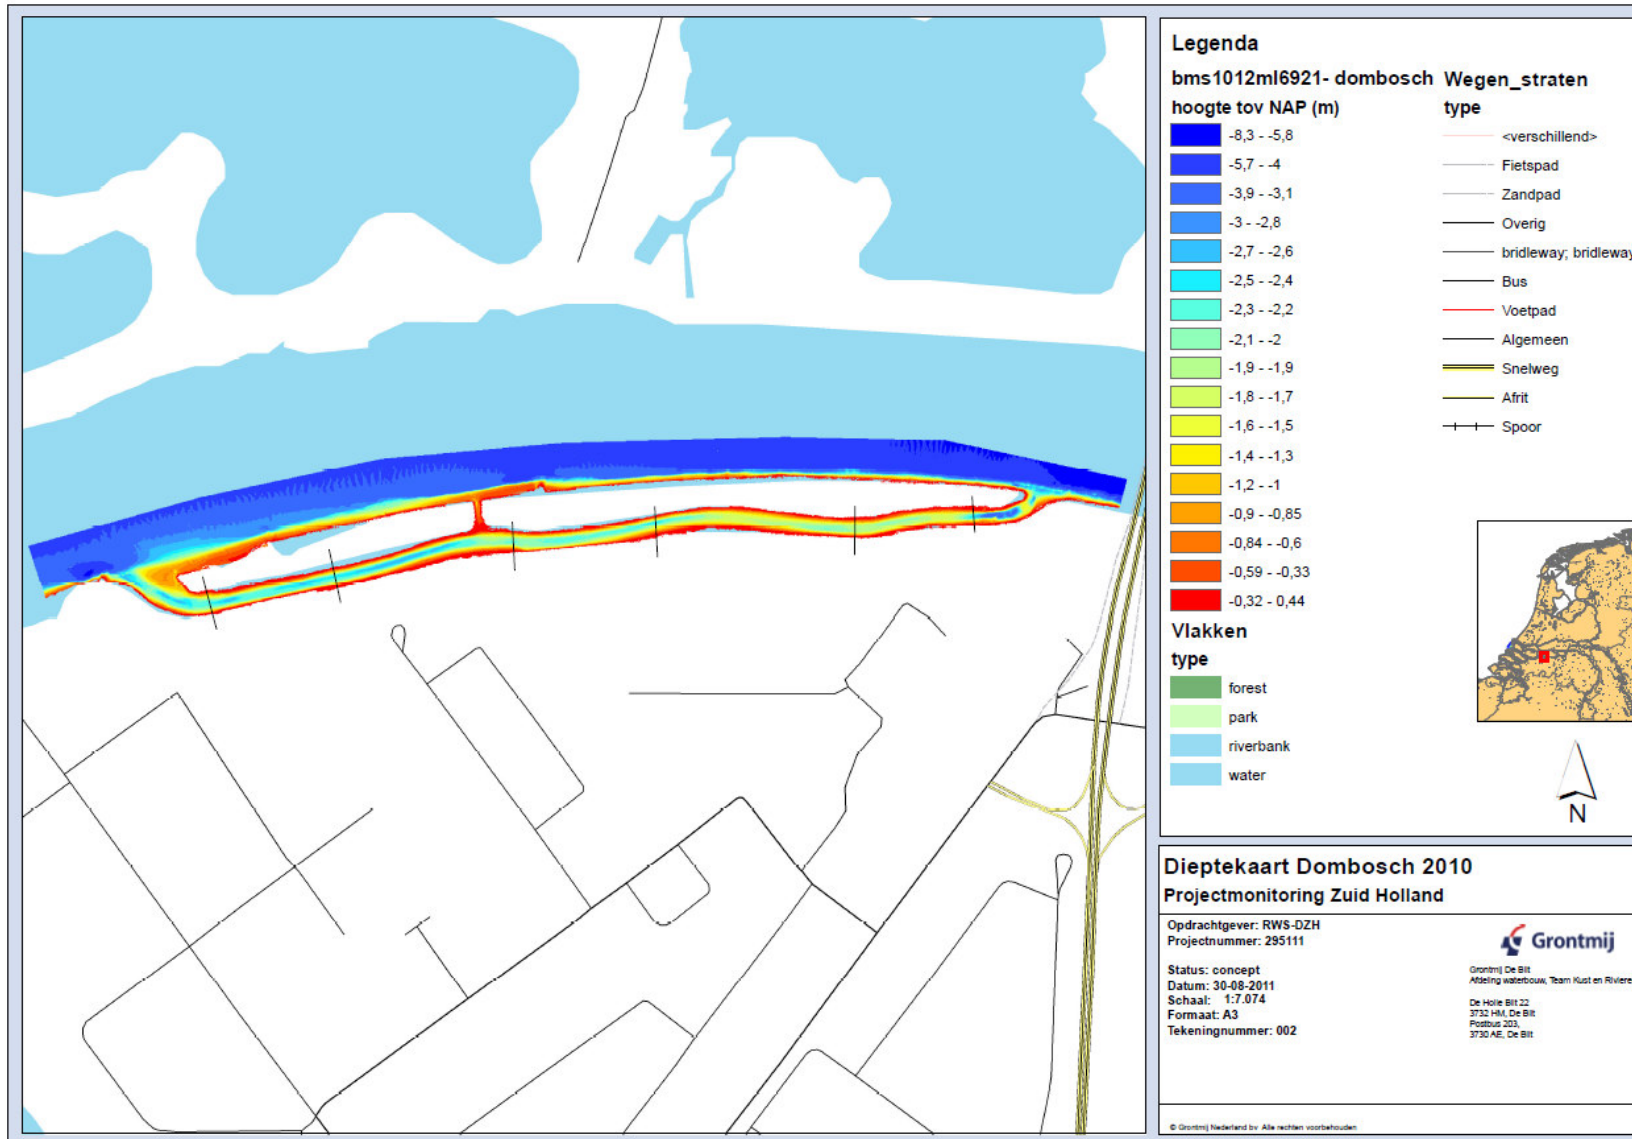 Legenda
bms1012ml6921- dombosch
hoogte tov NAP (m)
-8,3 - -5,8
-5,7 - -4
-3,9 - -3,1
-3 - -2,8
-2,7 - -2,6
-2,5 - -2,4
-2,3 - -2,2
-2,1 - -2
-1,9 - -1,9
-1,8 - -1,7
-1,6 - -1,5
-1,4 - -1,3
-1,2 - -1
-0,9 - -0,85
-0,84 - -0,6
-0,59 - -0,33
-0,32 - 0,44
Vlakken
type
forest
park
riverbank
water
Wegen_straten
type
<verschillend>
Fietspad
Zandpad
Overig
bridleway; bridleway
Bus
Voetpad
Algemeen
Snelweg
Afrit
Spoor
N
Dieptekaart Dombosch 2010
Projectmonitoring Zuid Holland
Opdrachtgever: RWS-DZH
Projectnummer: 295111
Status: concept
Datum: 30-08-2011
Schaal: 1:7.074
Formaat: A3
Tekeningnummer: 002
Grontmij
Grontmij De Bilt
Afdeling waterbouw, Team Kust en Riviere
De Holle Bilt 22
3732 HM, De Bilt
Postbus 203,
3730 AE, De Bilt
© Grontmij Nederland bv Alle rechten voorbehouden